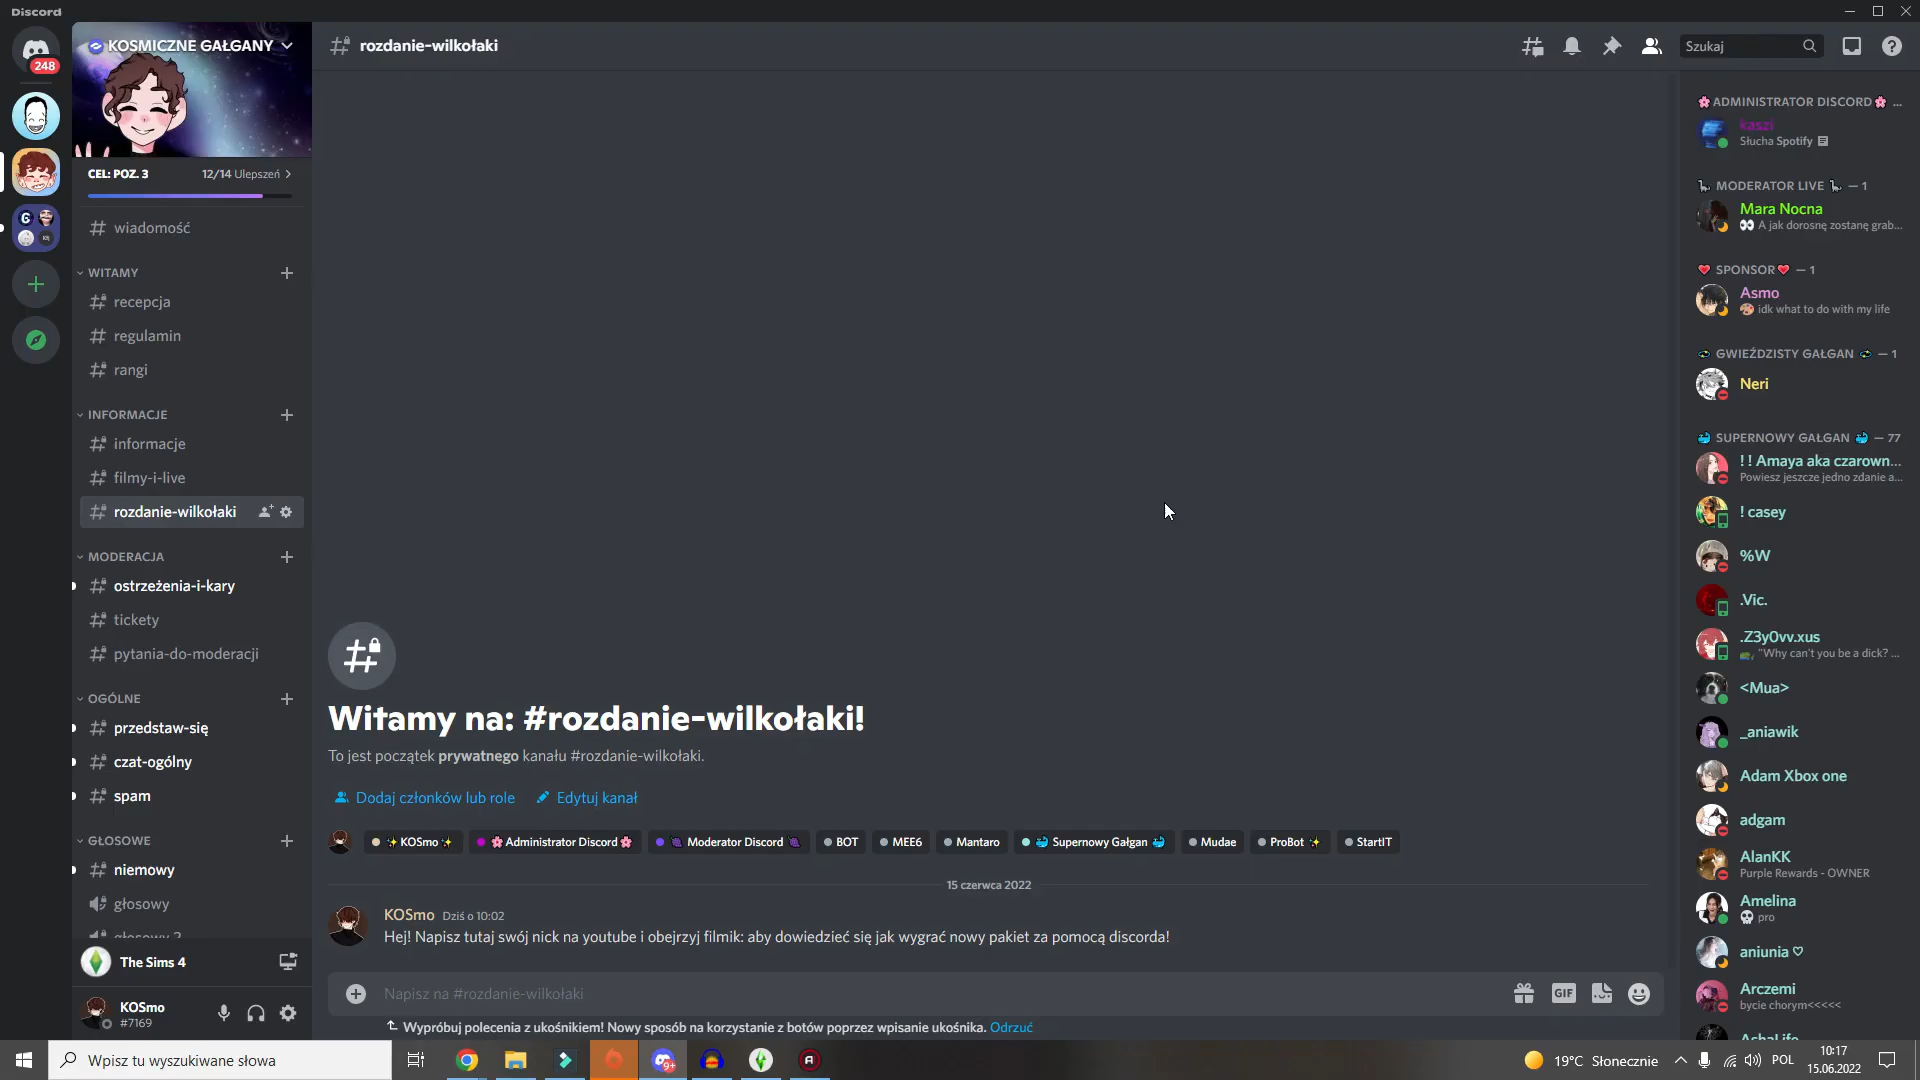 Discord
KOSMICZNE GAŁGANY
248
CEL: POZ. 3
12/14 Ulepszeń
wiadomość
WITAMY
recepcja
regulamin
rangi
INFORMACJE
informacje
filmy-i-live
rozdanie-wilkołaki
MODERACJA
ostrzeżenia-i-kary
tickety
pytania-do-moderacji
OGÓLNE
przedstaw-się
czat-ogólny
spam
GŁOSOWE
niemowy
głosowy
głosowy 2
The Sims 4
KOSmo
#7169
rozdanie-wilkołaki
Szukaj
Witamy na: #rozdanie-wilkołaki!
To jest początek prywatnego kanału #rozdanie-wilkołaki.
Dodaj członków lub role
Edytuj kanał
KOSmo
Administrator Discord
Moderator Discord
BOT
MEE6
Mantaro
Supernowy Gałgan
Mudae
ProBot
StartIT
15 czerwca 2022
KOSmo Dziś o 10:02
Hej! Napisz tutaj swój nick na youtube i obejrzyj filmik: aby dowiedzieć się jak wygrać nowy pakiet za pomocą discorda!
Napisz na #rozdanie-wilkołaki
GIF
Wypróbuj polecenia z ukośnikiem! Nowy sposób na korzystanie z botów poprzez wpisanie ukośnika. Odrzuć
ADMINISTRATOR DISCORD ...
kaszi
Słucha Spotify
MODERATOR LIVE — 1
Mara Nocna
A jak dorosnę zostanę grab...
SPONSOR — 1
Asmo
idk what to do with my life
GWIEŹDZISTY GAŁGAN — 1
Neri
SUPERNOWY GAŁGAN — 77
! ! Amaya aka czarown...
Powiesz jeszcze jedno zdanie a...
! casey
%W
.Vic.
.Z3y0vv.xus
"Why can't you be a dick? ...
<Mua>
_aniawik
Adam Xbox one
adgam
AlanKK
Purple Rewards - OWNER
Amelina
pro
aniunia ♡
Arczemi
bycie chorym<<<<<
AshaLife
Wpisz tu wyszukiwane słowa
9+
19°C Słonecznie
POL
10:17
15.06.2022